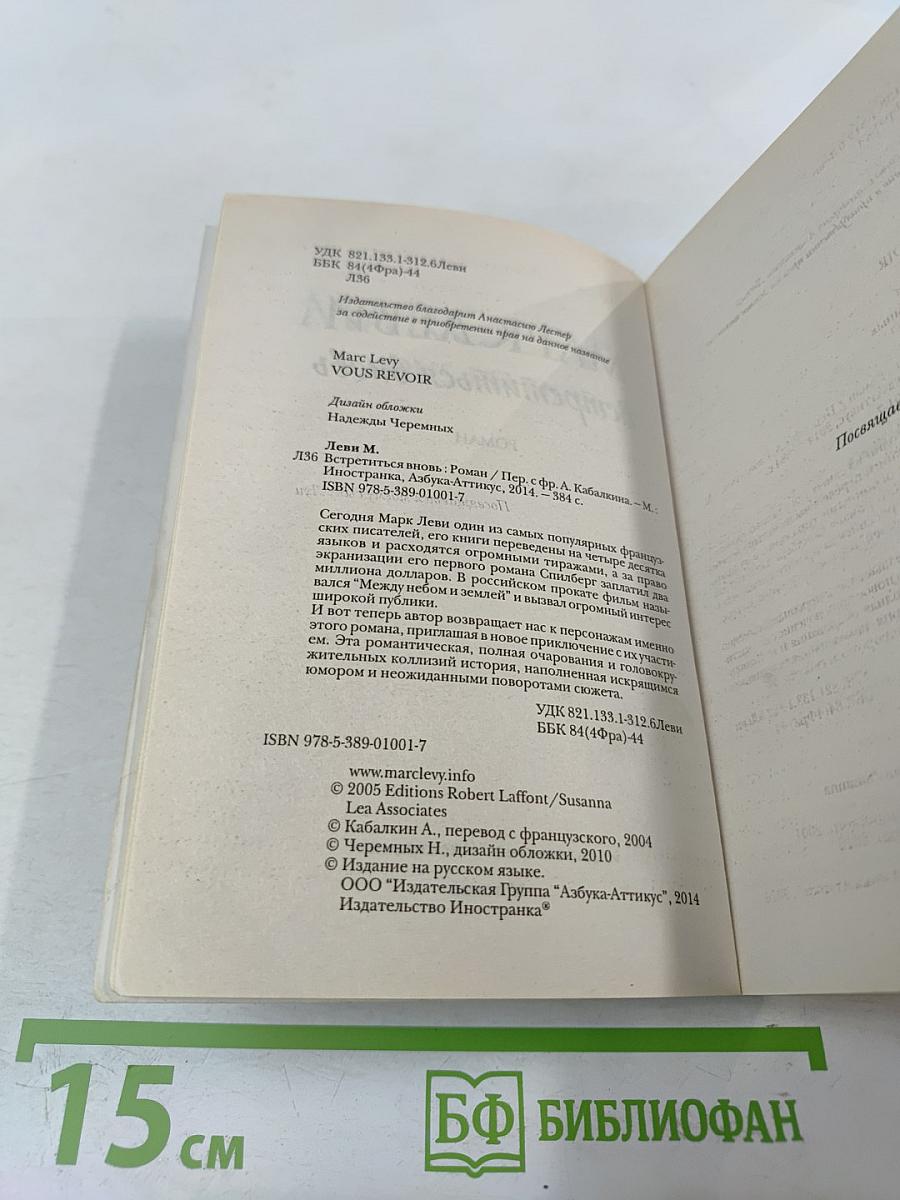 УДК 821.133.1-312.6Леви
ББК 84(4Фра)-44
Л36
Издательство благодарит Анастасию Лестер
за содействие в приобретении прав на данное название
Marc Levy
VOUS REVOIR
Дизайн обложки
Надежды Черемных
Леви М.
Л36 Встретиться вновь : Роман / Пер. с фр. А. Кабалкина. – М. :
Иностранка, Азбука-Аттикус, 2014. – 384 с.
ISBN 978-5-389-01001-7
Сегодня Марк Леви один из самых популярных француз-
ских писателей, его книги переведены на четыре десятка
языков и расходятся огромными тиражами, а за право
экранизации его первого романа Спилберг заплатил два
миллиона долларов. В российском прокате фильм назы-
вался “Между небом и землей” и вызвал огромный интерес
широкой публики.
И вот теперь автор возвращает нас к персонажам именно
этого романа, приглашая в новое приключение с их участи-
ем. Эта романтическая, полная очарования и головокру-
жительных коллизий история, наполненная искрящимся
юмором и неожиданными поворотами сюжета.
УДК 821.133.1-312.6Леви
ББК 84(4Фра)-44
ISBN 978-5-389-01001-7
www.marclevy.info
© 2005 Editions Robert Laffont/Susanna
Lea Associates
© Кабалкин А., перевод с французского, 2004
© Черемных Н., дизайн обложки, 2010
© Издание на русском языке.
ООО “Издательская Группа “Азбука-Аттикус”, 2014
Издательство Иностранка®
Посвящае
15 см
БФ БИБЛИОФАН